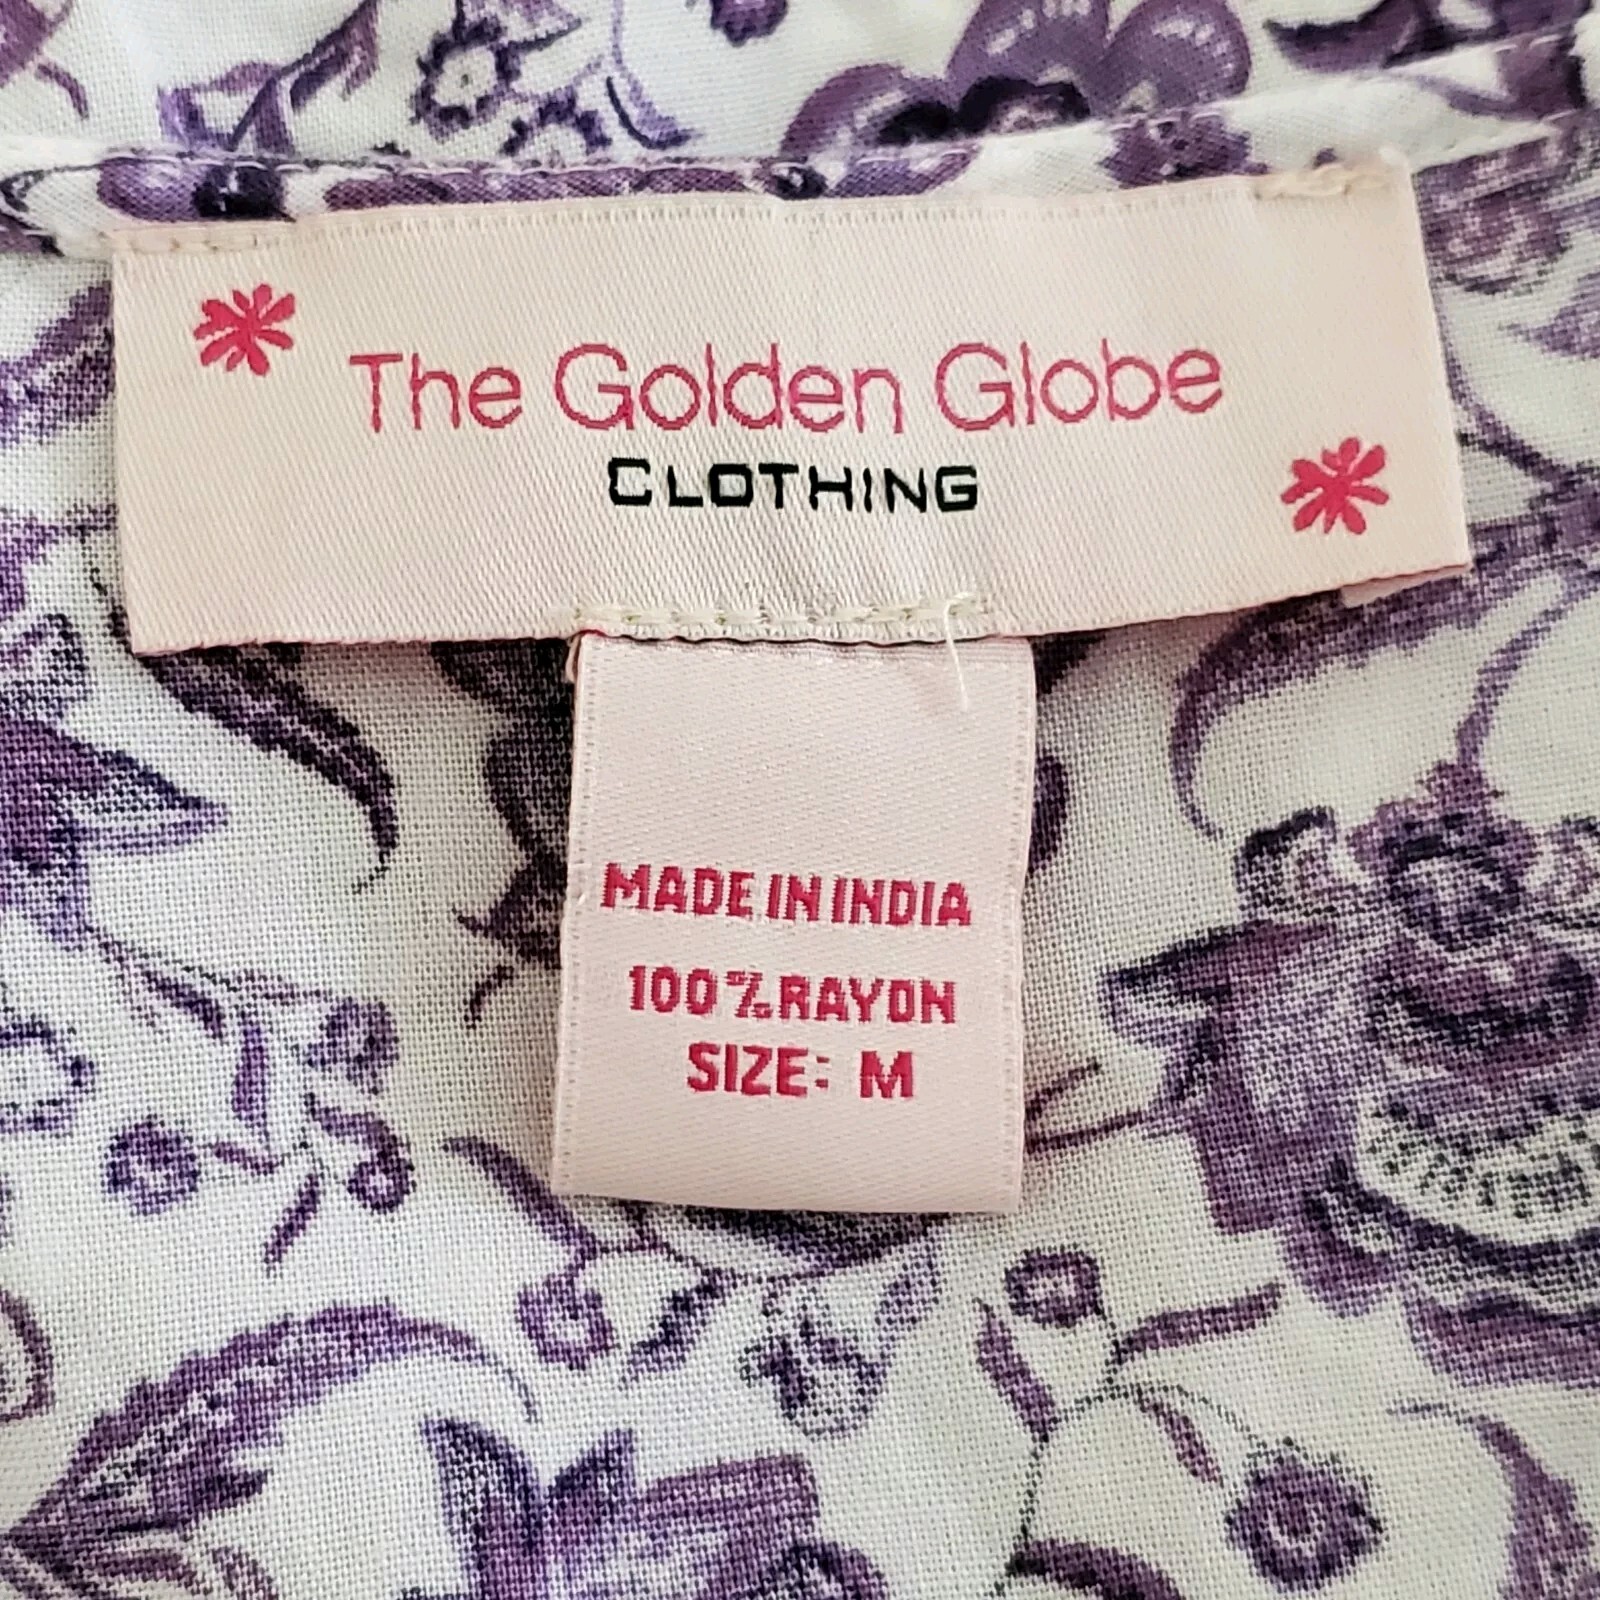 The Golden Globe
CLOTHING
MADE IN INDIA
100% RAYON
SIZE: M